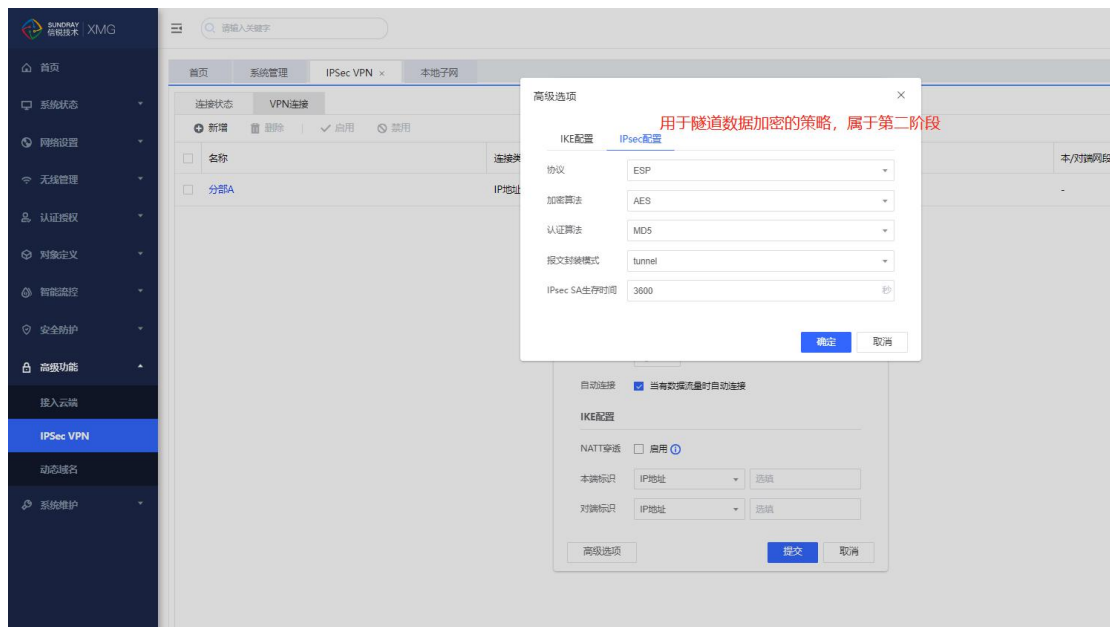 SUNDRAY
信锐技术 XMG
请输入关键字
首页
系统状态
网络设置
无线管理
认证授权
对象定义
智能流控
安全防护
高级功能
接入云端
IPSec VPN
动态域名
系统维护
首页 系统管理 IPSec VPN × 本地子网
连接状态 VPN连接
新增 删除 启用 禁用
名称 连接类 本/对端网段
分部A IP地址 -
高级选项 ×
用于隧道数据加密的策略，属于第二阶段
IKE配置 IPsec配置
协议 ESP
加密算法 AES
认证算法 MD5
报文封装模式 tunnel
IPsec SA生存时间 3600 秒
确定 取消
自动连接 当有数据流量时自动连接
IKE配置
NATT穿透 启用
本端标识 IP地址 选填
对端标识 IP地址 选填
高级选项 提交 取消